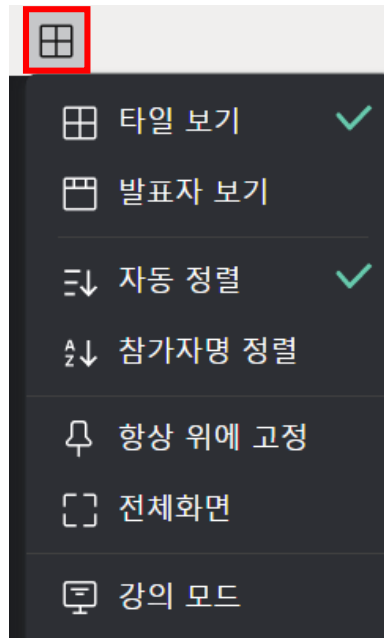 타일 보기
발표자 보기
자동 정렬
참가자명 정렬
항상 위에 고정
전체화면
강의 모드